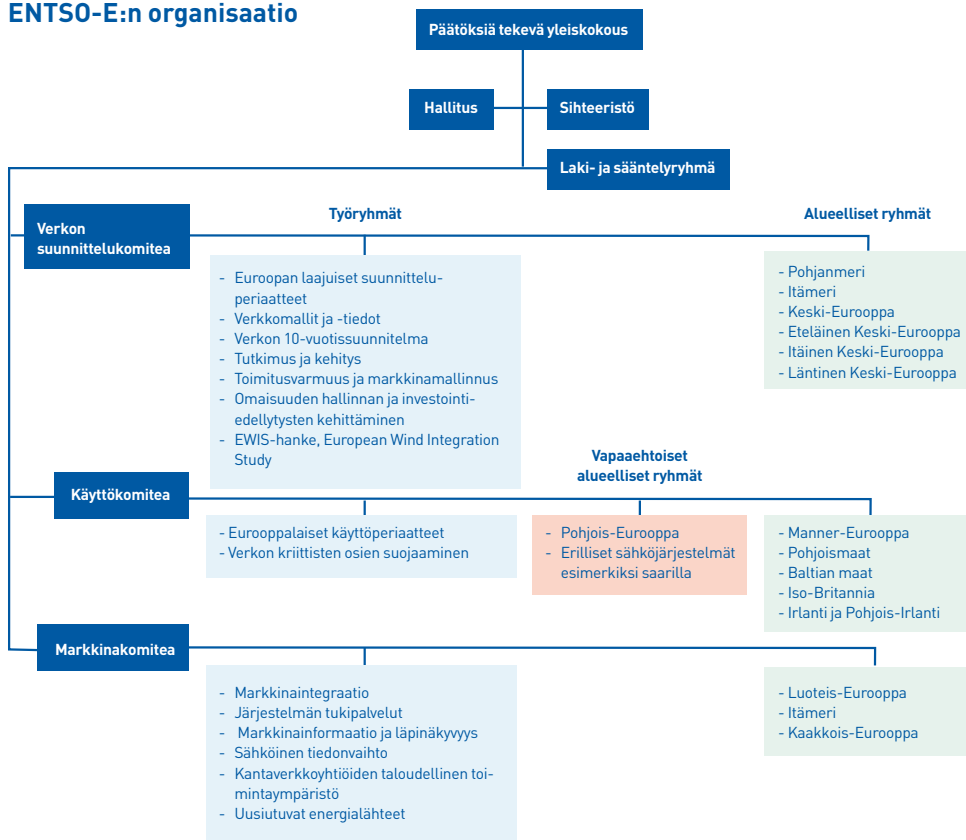 ENTSO-E:n organisaatio
Päätöksiä tekevä yleiskokous
Hallitus
Sihteeristö
Laki- ja sääntelyryhmä
Työryhmät
Alueelliset ryhmät
Verkon
suunnittelukomitea
- Euroopan laajuiset suunnittelu-
periaatteet
- Verkkomallit ja -tiedot
- Verkon 10-vuotissuunnitelma
- Tutkimus ja kehitys
- Toimitusvarmuus ja markkinamallinnus
- Omaisuuden hallinnan ja investointi-
edellytysten kehittäminen
- EWIS-hanke, European Wind Integration
Study
- Pohjanmeri
- Itämeri
- Keski-Eurooppa
- Eteläinen Keski-Eurooppa
- Itäinen Keski-Eurooppa
- Läntinen Keski-Eurooppa
Vapaaehtoiset
alueelliset ryhmät
Käyttökomitea
- Eurooppalaiset käyttöperiaatteet
- Verkon kriittisten osien suojaaminen
- Pohjois-Eurooppa
- Erilliset sähköjärjestelmät
esimerkiksi saarilla
- Manner-Eurooppa
- Pohjoismaat
- Baltian maat
- Iso-Britannia
- Irlanti ja Pohjois-Irlanti
Markkinakomitea
- Markkinaintegraatio
- Järjestelmän tukipalvelut
- Markkinainformaatio ja läpinäkyvyys
- Sähköinen tiedonvaihto
- Kantaverkkoyhtiöiden taloudellinen toi-
mintaympäristö
- Uusiutuvat energialähteet
- Luoteis-Eurooppa
- Itämeri
- Kaakkois-Eurooppa